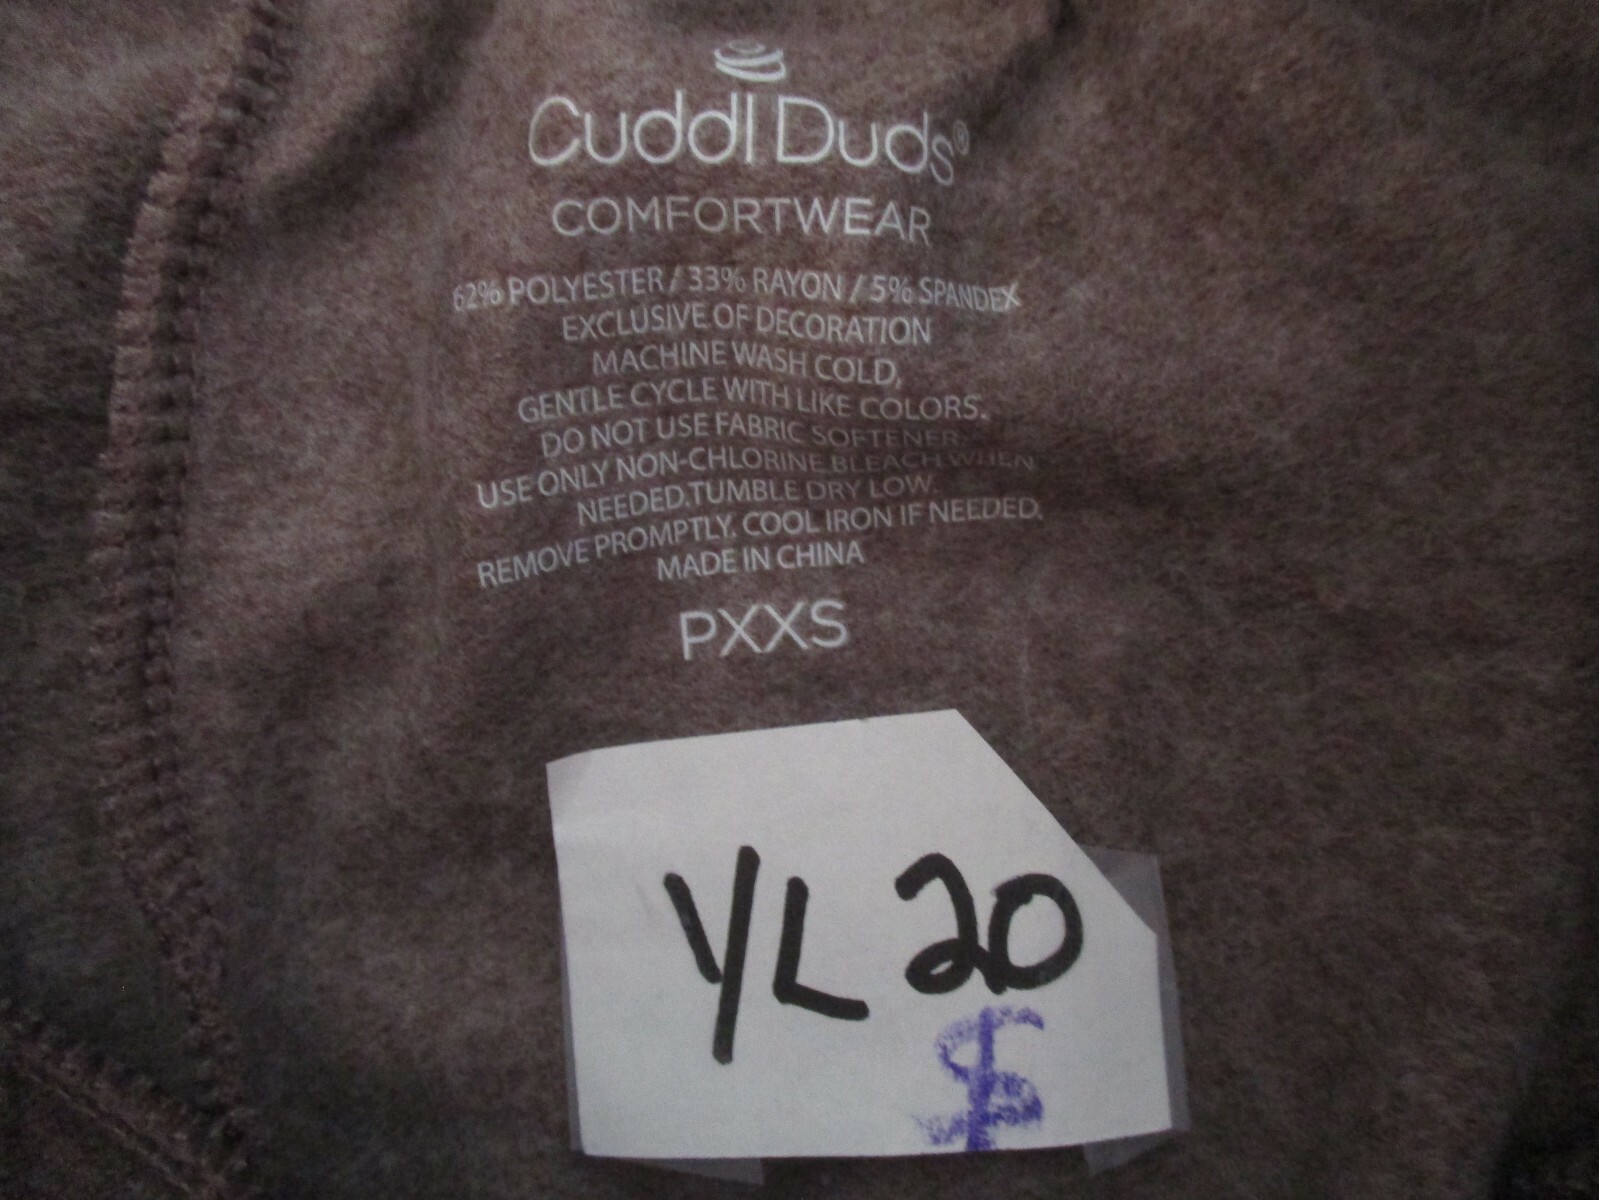 Cuddl Duds®
COMFORTWEAR
62% POLYESTER / 33% RAYON / 5% SPANDEX
EXCLUSIVE OF DECORATION
MACHINE WASH COLD,
GENTLE CYCLE WITH LIKE COLORS.
DO NOT USE FABRIC SOFTENER.
USE ONLY NON-CHLORINE BLEACH WHEN
NEEDED.TUMBLE DRY LOW.
REMOVE PROMPTLY. COOL IRON IF NEEDED.
MADE IN CHINA
PXXS
YL 20
$